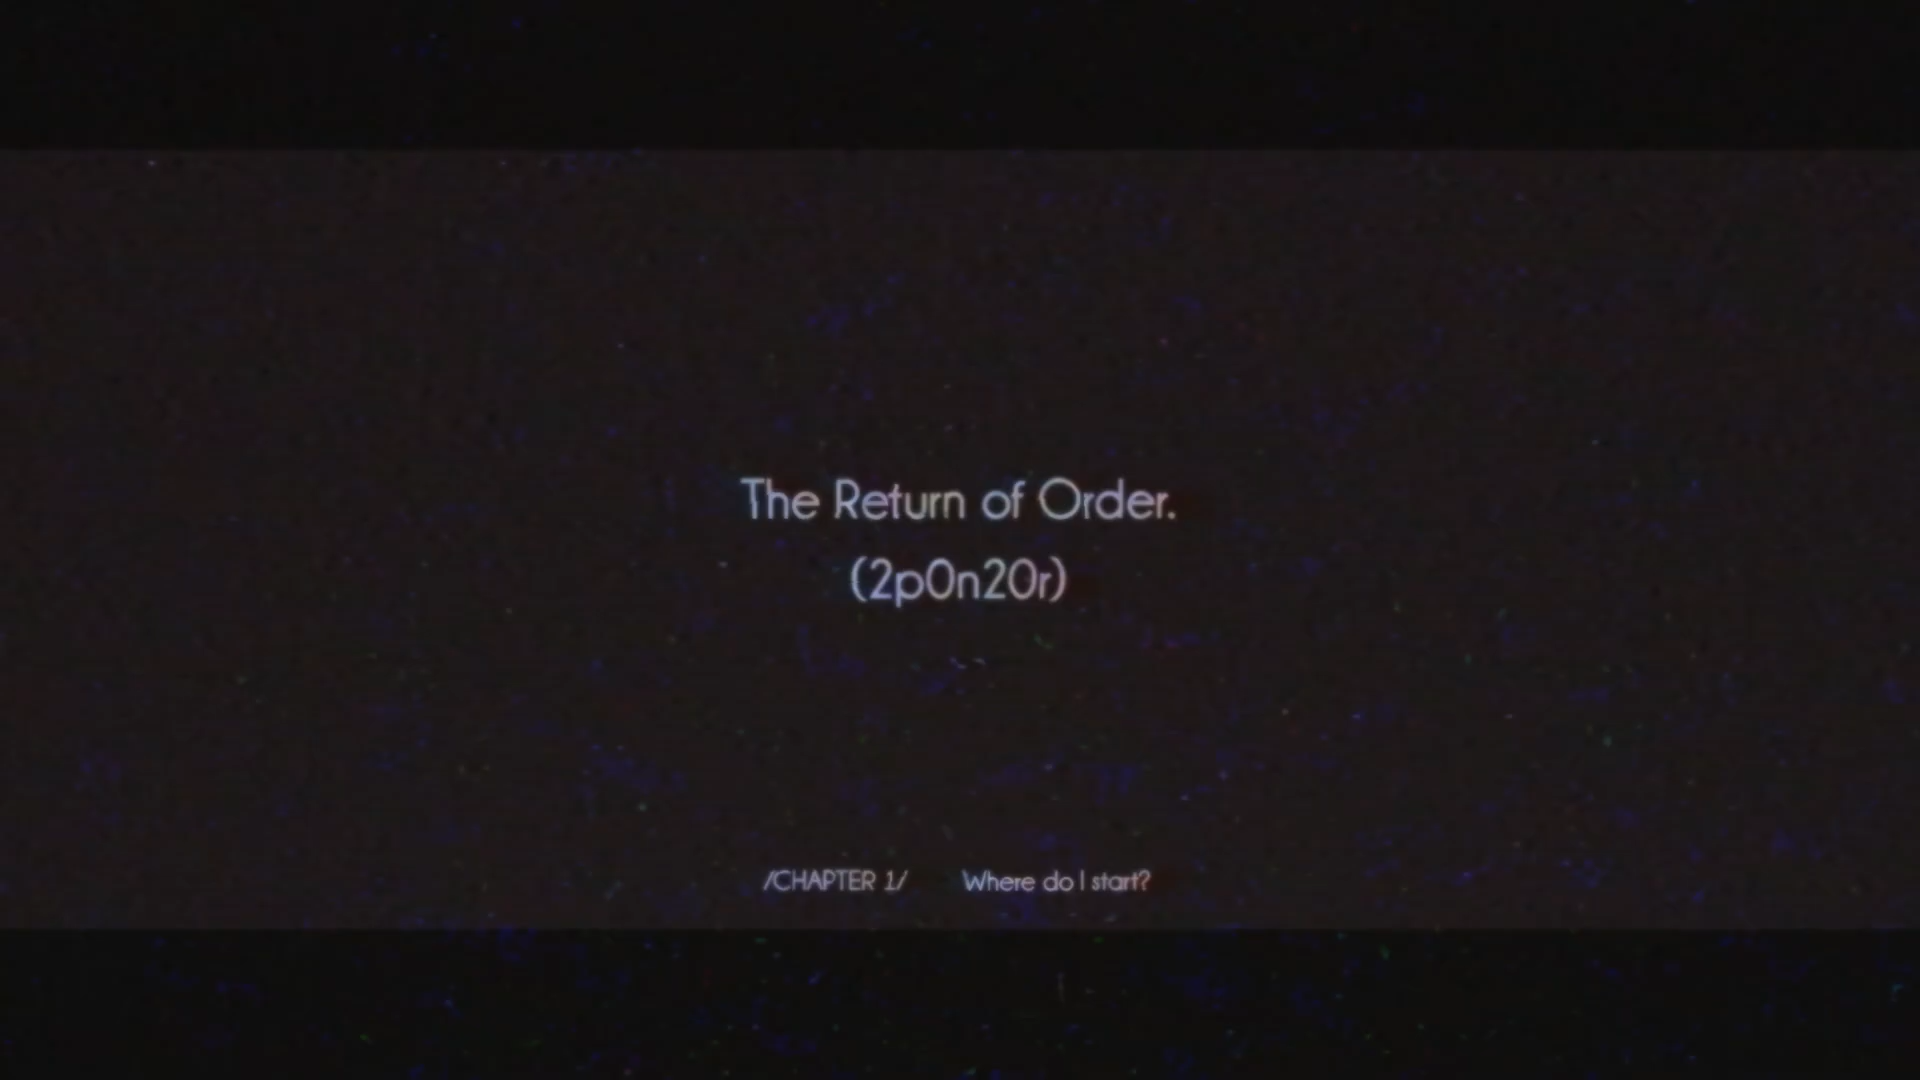 The Return of Order.
(2p0n20r)
/CHAPTER 1/ Where do I start?